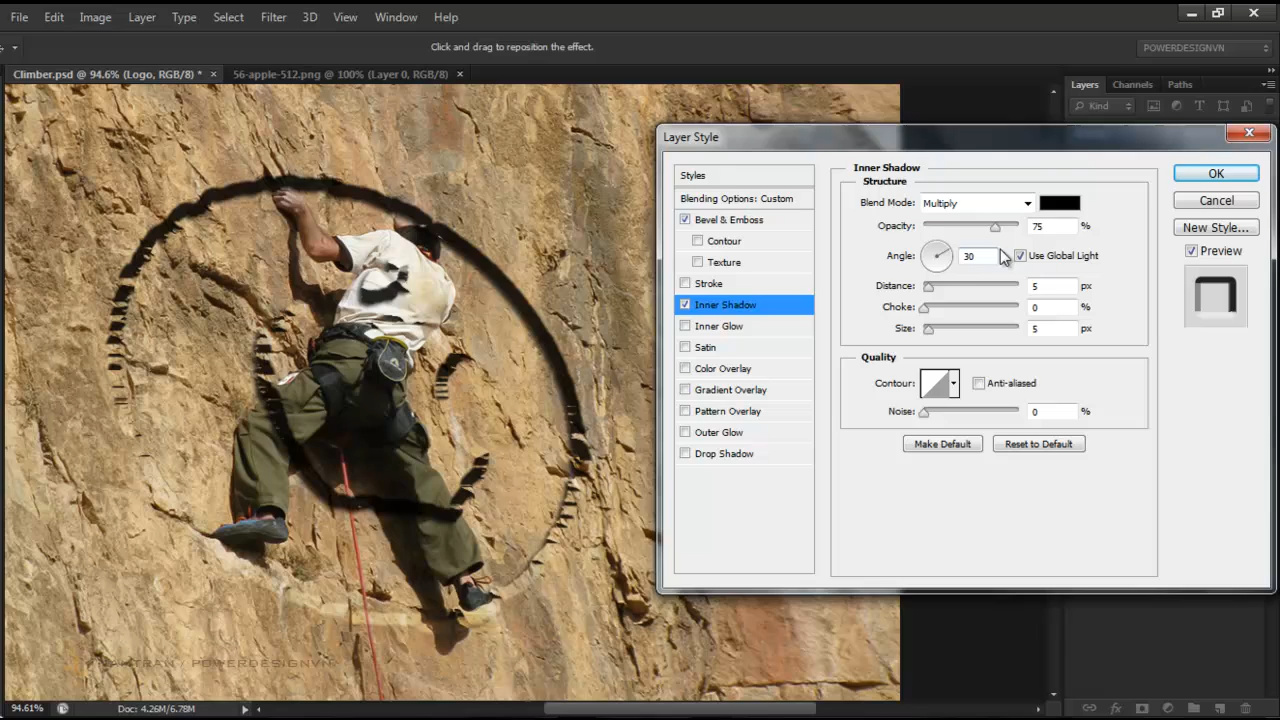 File Edit Image Layer Type Select Filter 3D View Window Help
Click and drag to reposition the effect.
POWERDESIGNVN
Climber.psd @ 94.6% (Logo, RGB/8) * ×
56-apple-512.png @ 100% (Layer 0, RGB/8) ×
Layers Channels Paths
Kind
Layer Style
Styles
Blending Options: Custom
Bevel & Emboss
Contour
Texture
Stroke
Inner Shadow
Inner Glow
Satin
Color Overlay
Gradient Overlay
Pattern Overlay
Outer Glow
Drop Shadow
Inner Shadow
Structure
Blend Mode: Multiply
Opacity: 75 %
Angle: 30 Use Global Light
Distance: 5 px
Choke: 0 %
Size: 5 px
Quality
Contour: Anti-aliased
Noise: 0 %
Make Default Reset to Default
OK
Cancel
New Style...
Preview
/ POWERDESIGNVN
94.61% Doc: 4.26M/6.78M